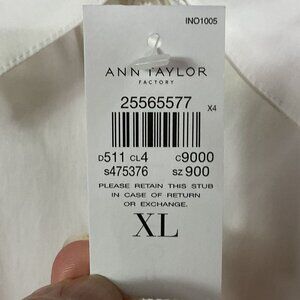 INO1005
ANN TAYLOR
FACTORY
25565577
X4
D511 CL4 C9000
S475376 SZ 900
PLEASE RETAIN THIS STUB
IN CASE OF RETURN
OR EXCHANGE.
XL